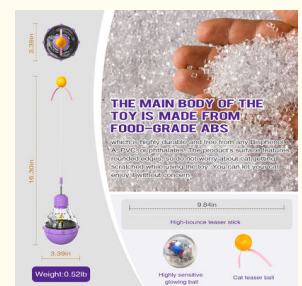 3.39in
16.30in
3.39in
Weight:0.52lb
THE MAIN BODY OF THE
TOY IS MADE FROM
FOOD-GRADE ABS
which is highly durable and free from any Bisphenol
A, PVC, or phthalates! The product's surface features
rounded edges, so do not worry about cat getting
scratched while using the toy. You can let your cat
enjoy it without concern.
9.84in
High-bounce teaser stick
Highly sensitive
glowing ball
Cat teaser ball